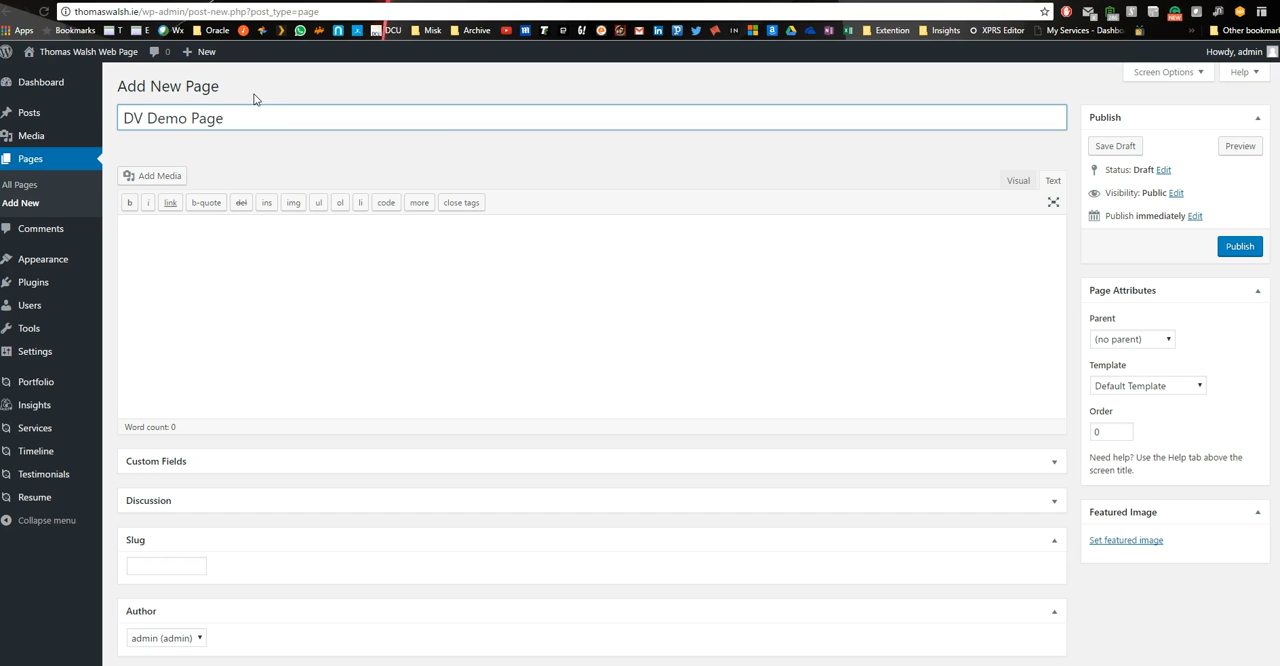 thomaswalsh.ie/wp-admin/post-new.php?post_type=page
Apps Bookmarks T E Wx Oracle DCU Misk Archive Extention Insights XPRS Editor My Services - Dashbo Other bookmark
Thomas Walsh Web Page 0 New Howdy, admin
Screen Options Help
Dashboard
Posts
Media
Pages
All Pages
Add New
Comments
Appearance
Plugins
Users
Tools
Settings
Portfolio
Insights
Services
Timeline
Testimonials
Resume
Collapse menu
Add New Page
DV Demo Page
Add Media
Visual Text
b i link b-quote del ins img ul ol li code more close tags
Word count: 0
Custom Fields
Discussion
Slug
Author
admin (admin)
Publish
Save Draft Preview
Status: Draft Edit
Visibility: Public Edit
Publish immediately Edit
Publish
Page Attributes
Parent
(no parent)
Template
Default Template
Order
0
Need help? Use the Help tab above the
screen title.
Featured Image
Set featured image